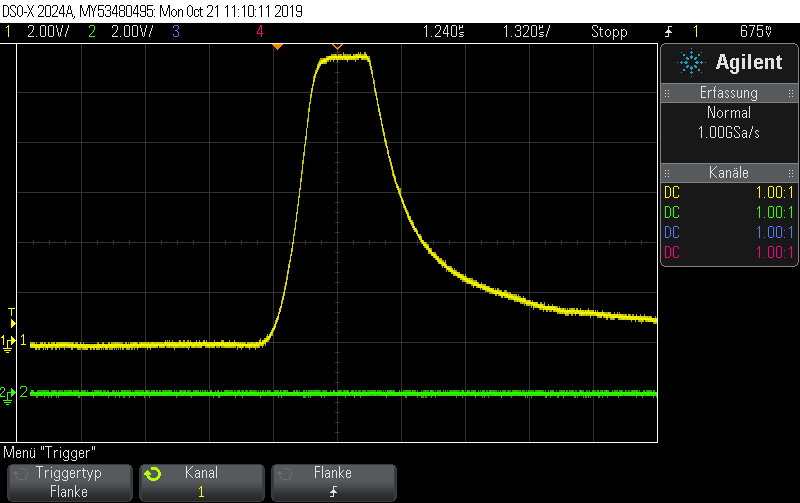 DSO-X 2024A, MY53480495: Mon Oct 21 11:10:11 2019
1 2.00V/ 2 2.00V/ 3 4 1.240s 1.320s/ Stopp 1 675V
Agilent
Erfassung
Normal
1.00GSa/s
Kanäle
DC 1.00:1
DC 1.00:1
DC 1.00:1
DC 1.00:1
T
1 1
2 2
Menü "Trigger"
Triggertyp
Flanke
Kanal
1
Flanke